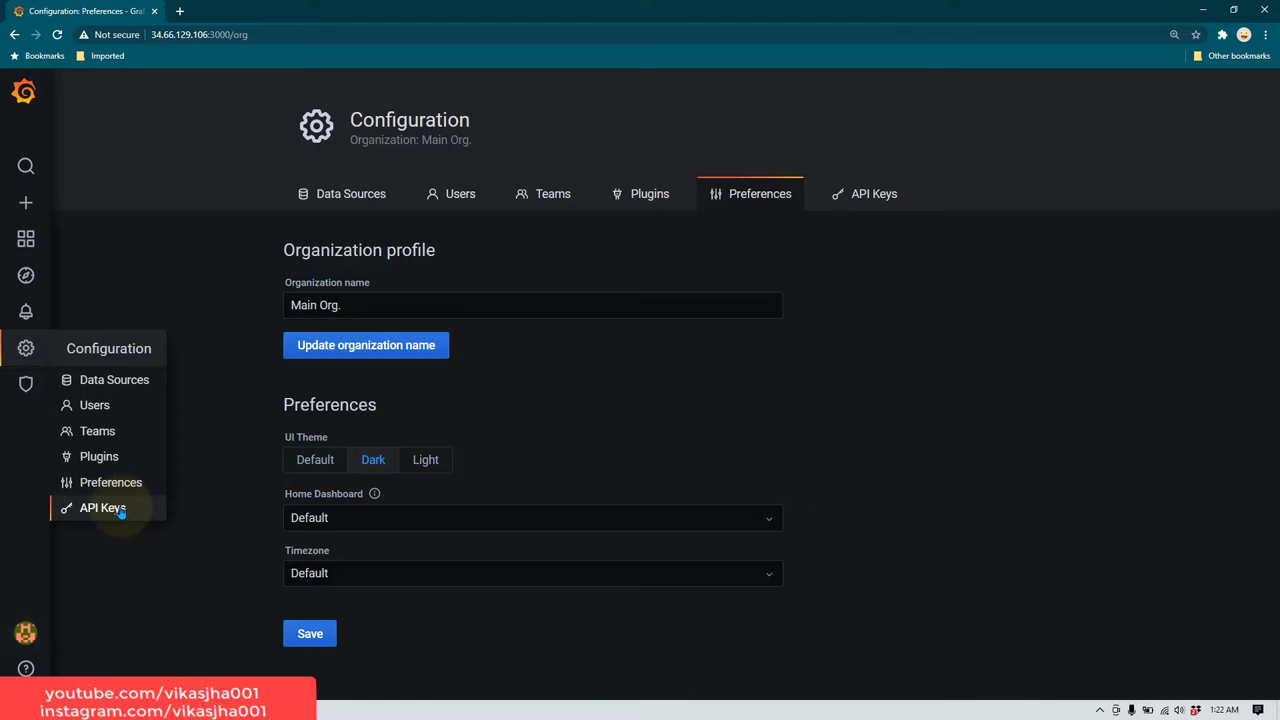 Configuration: Preferences - Gra
Not secure 34.66.129.106:3000/org
Bookmarks Imported Other bookmarks
Configuration
Organization: Main Org.
Data Sources Users Teams Plugins Preferences API Keys
Organization profile
Organization name
Main Org.
Update organization name
Configuration
Data Sources
Users
Teams
Plugins
Preferences
API Keys
Preferences
UI Theme
Default Dark Light
Home Dashboard
Default
Timezone
Default
Save
youtube.com/vikasjha001
instagram.com/vikasjha001
1:22 AM